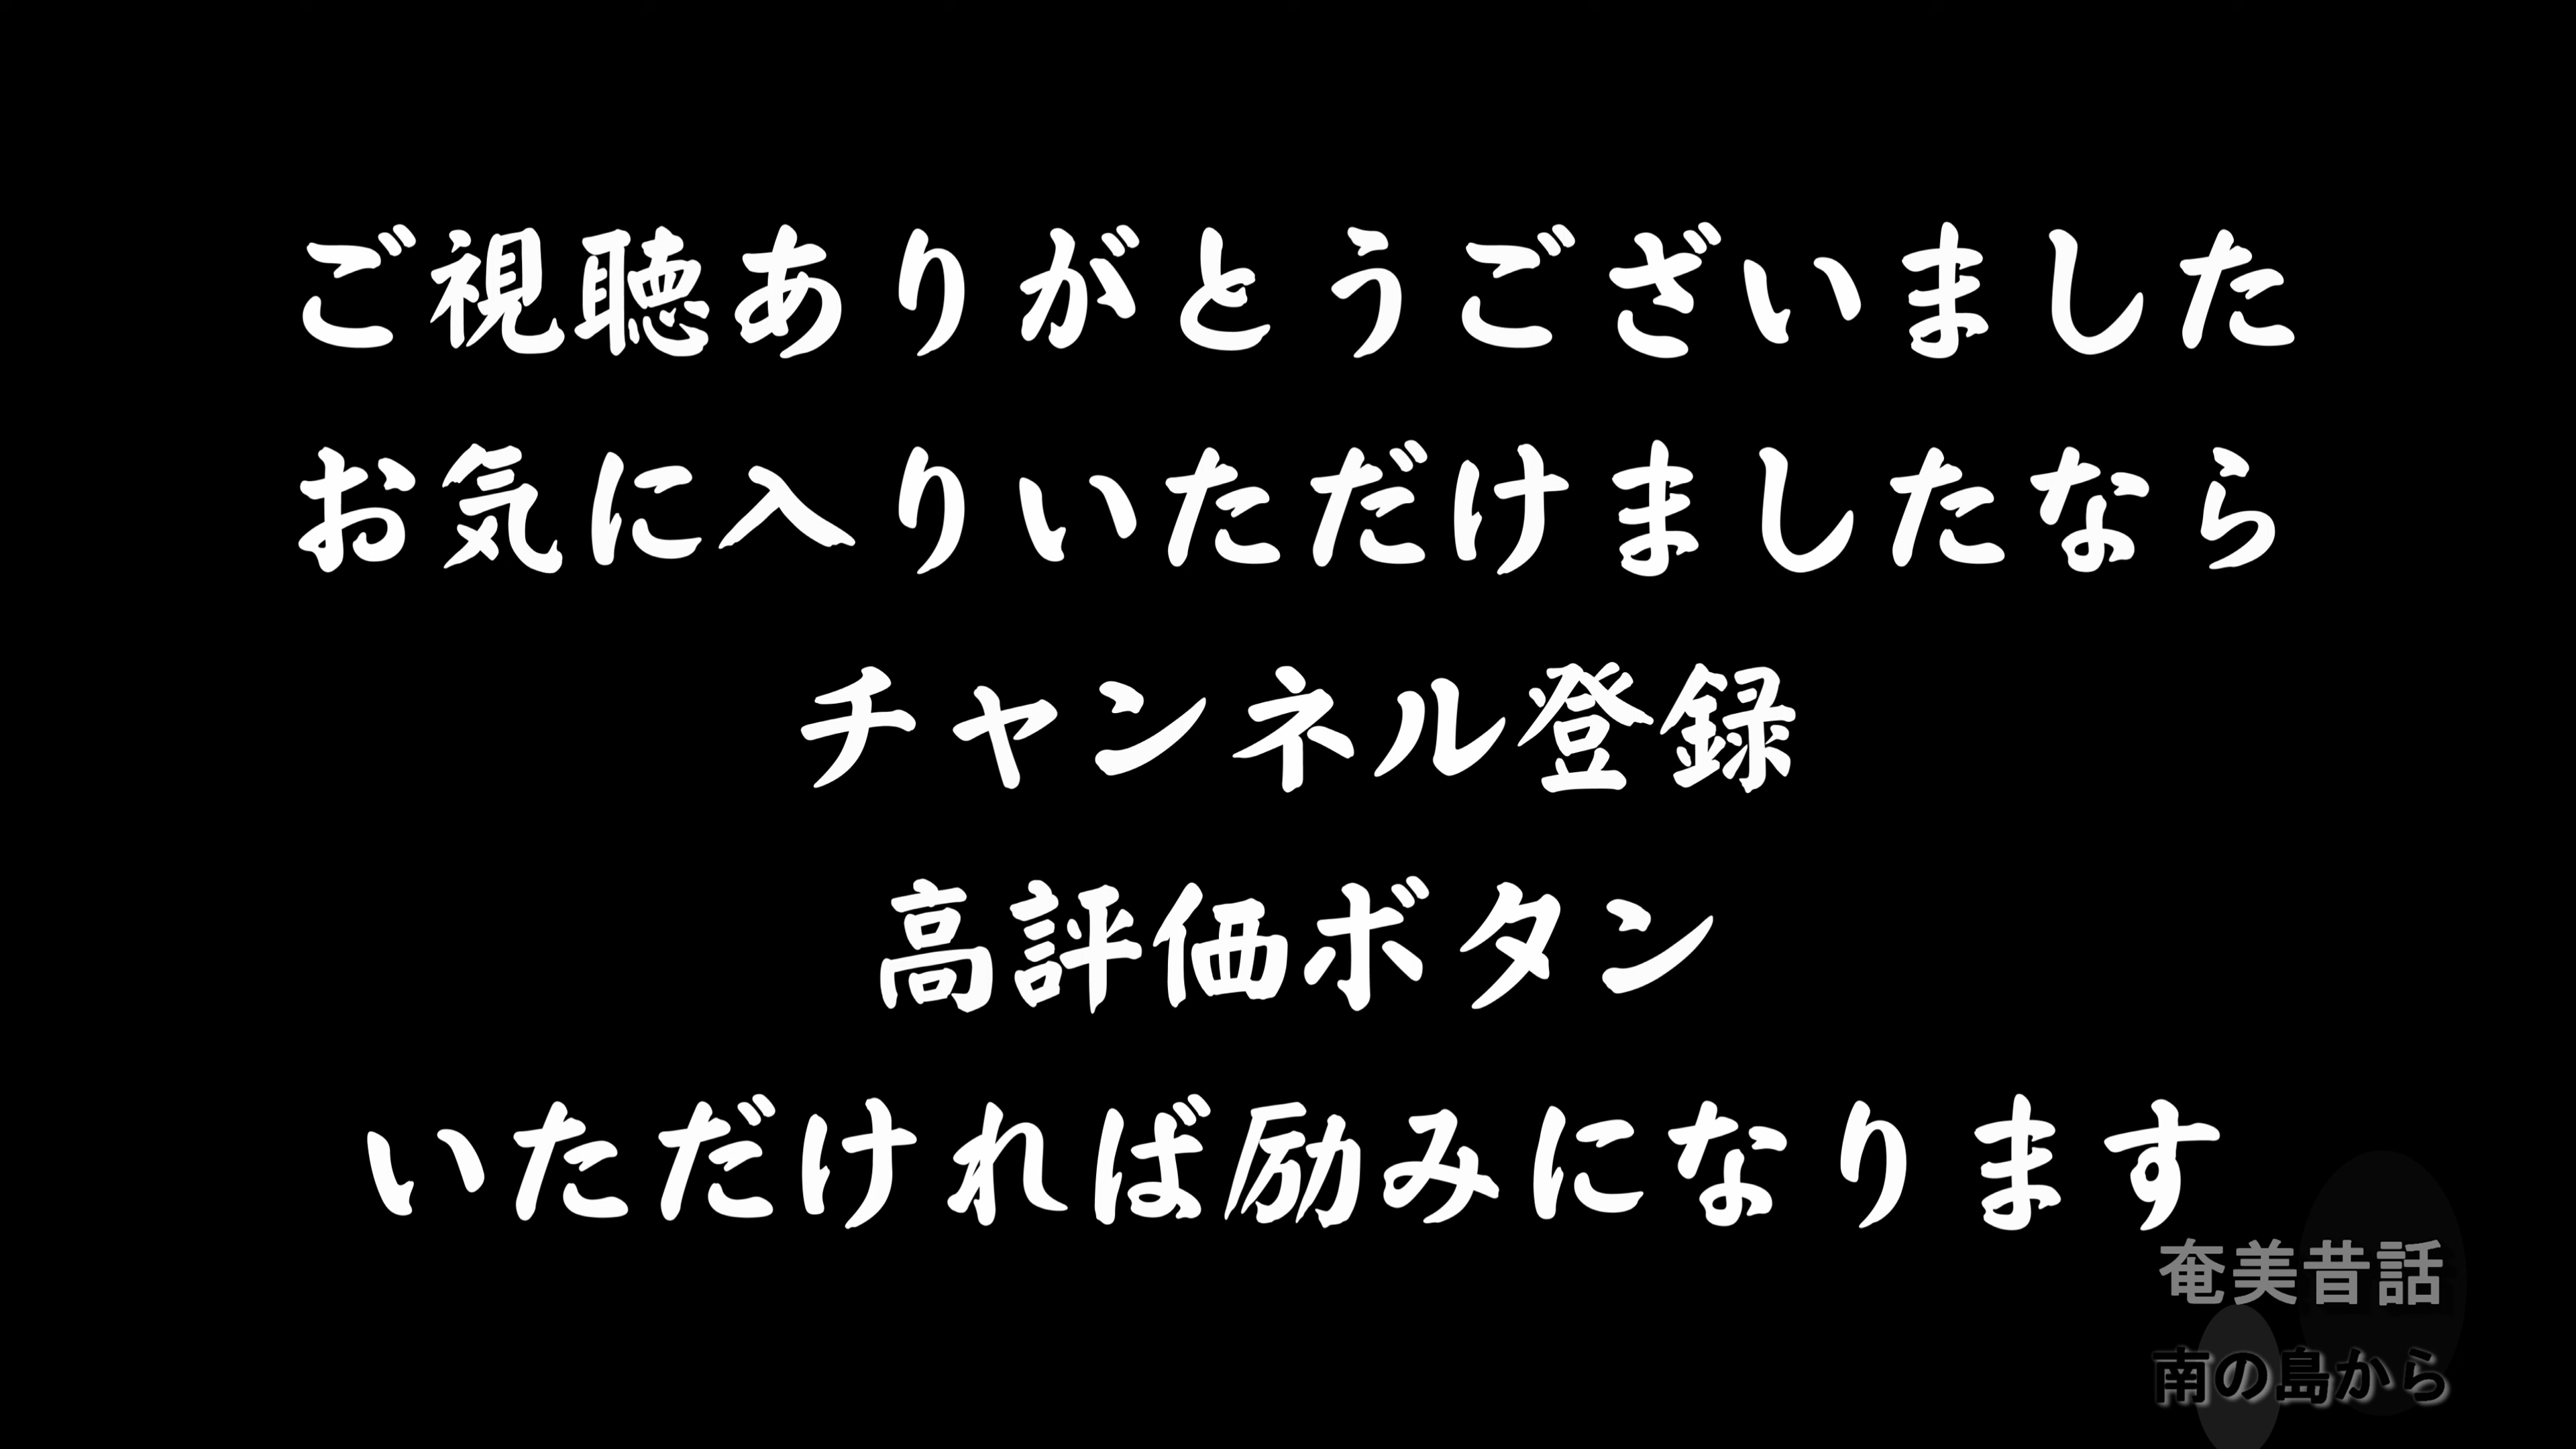 ご視聴ありがとうございました
お気に入りいただけましたなら
チャンネル登録
高評価ボタン
いただければ励みになります
奄美昔話
南の島から